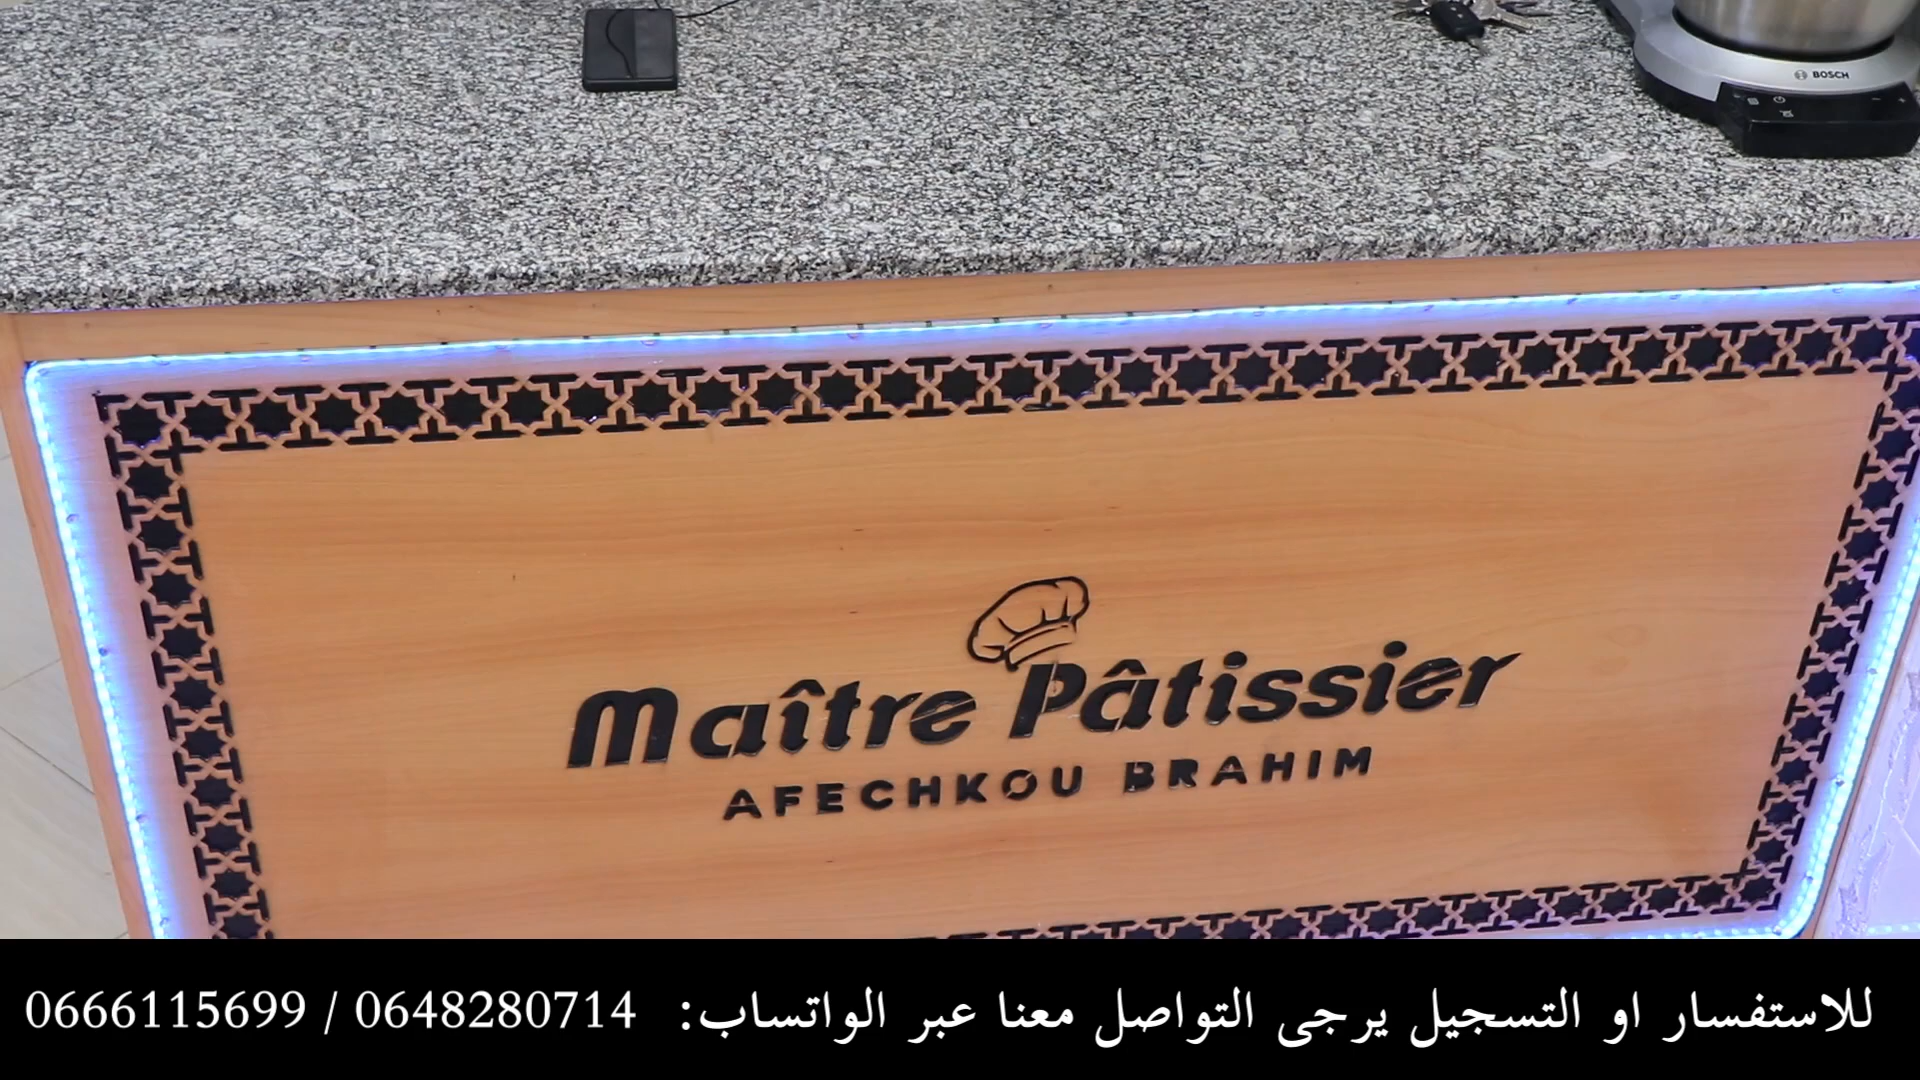 BOSCH
Maître Pâtissier
AFECHKOU BRAHIM
للاستفسار او التسجيل يرجى التواصل معنا عبر الواتساب: 0648280714 / 0666115699